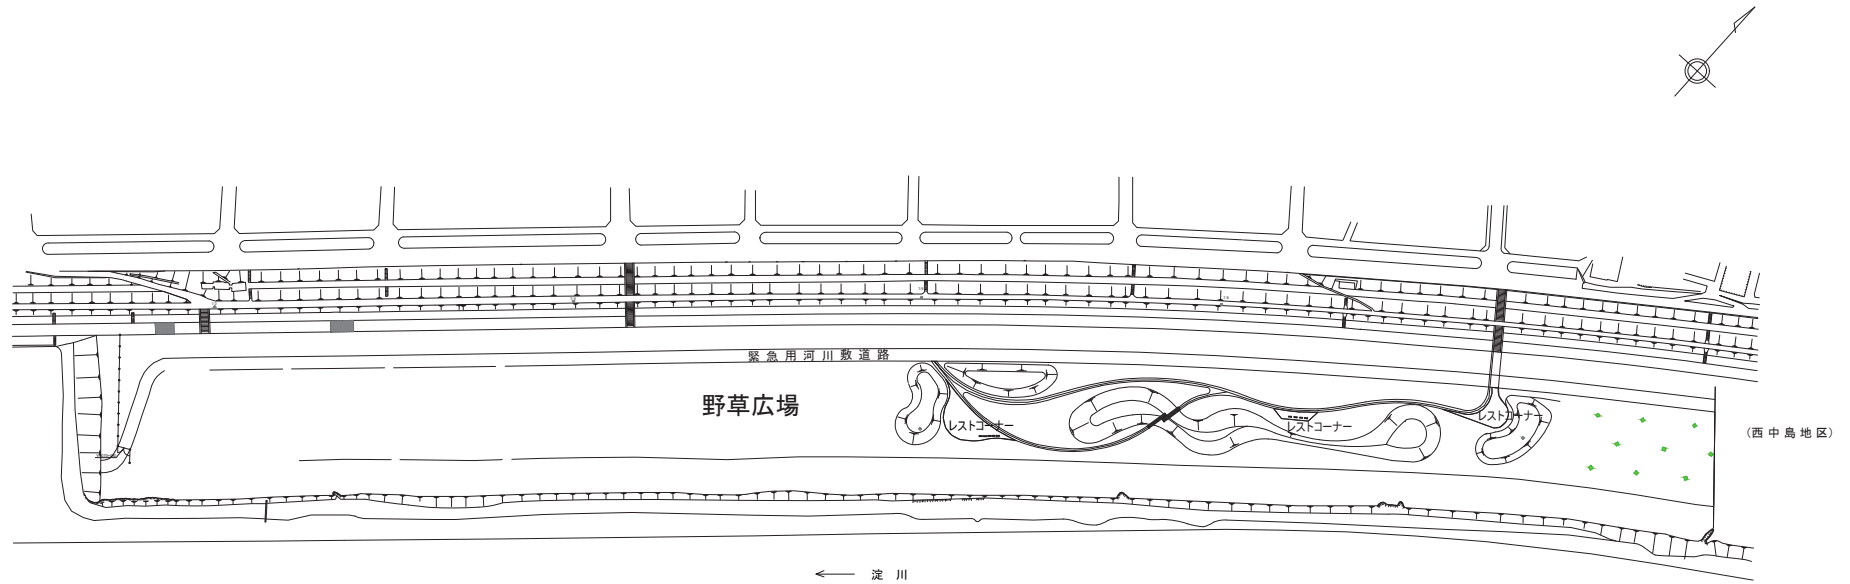 緊急用河川敷道路
野草広場
レストコーナー
レストコーナー
レストコーナー
(西中島地区)
← 淀川